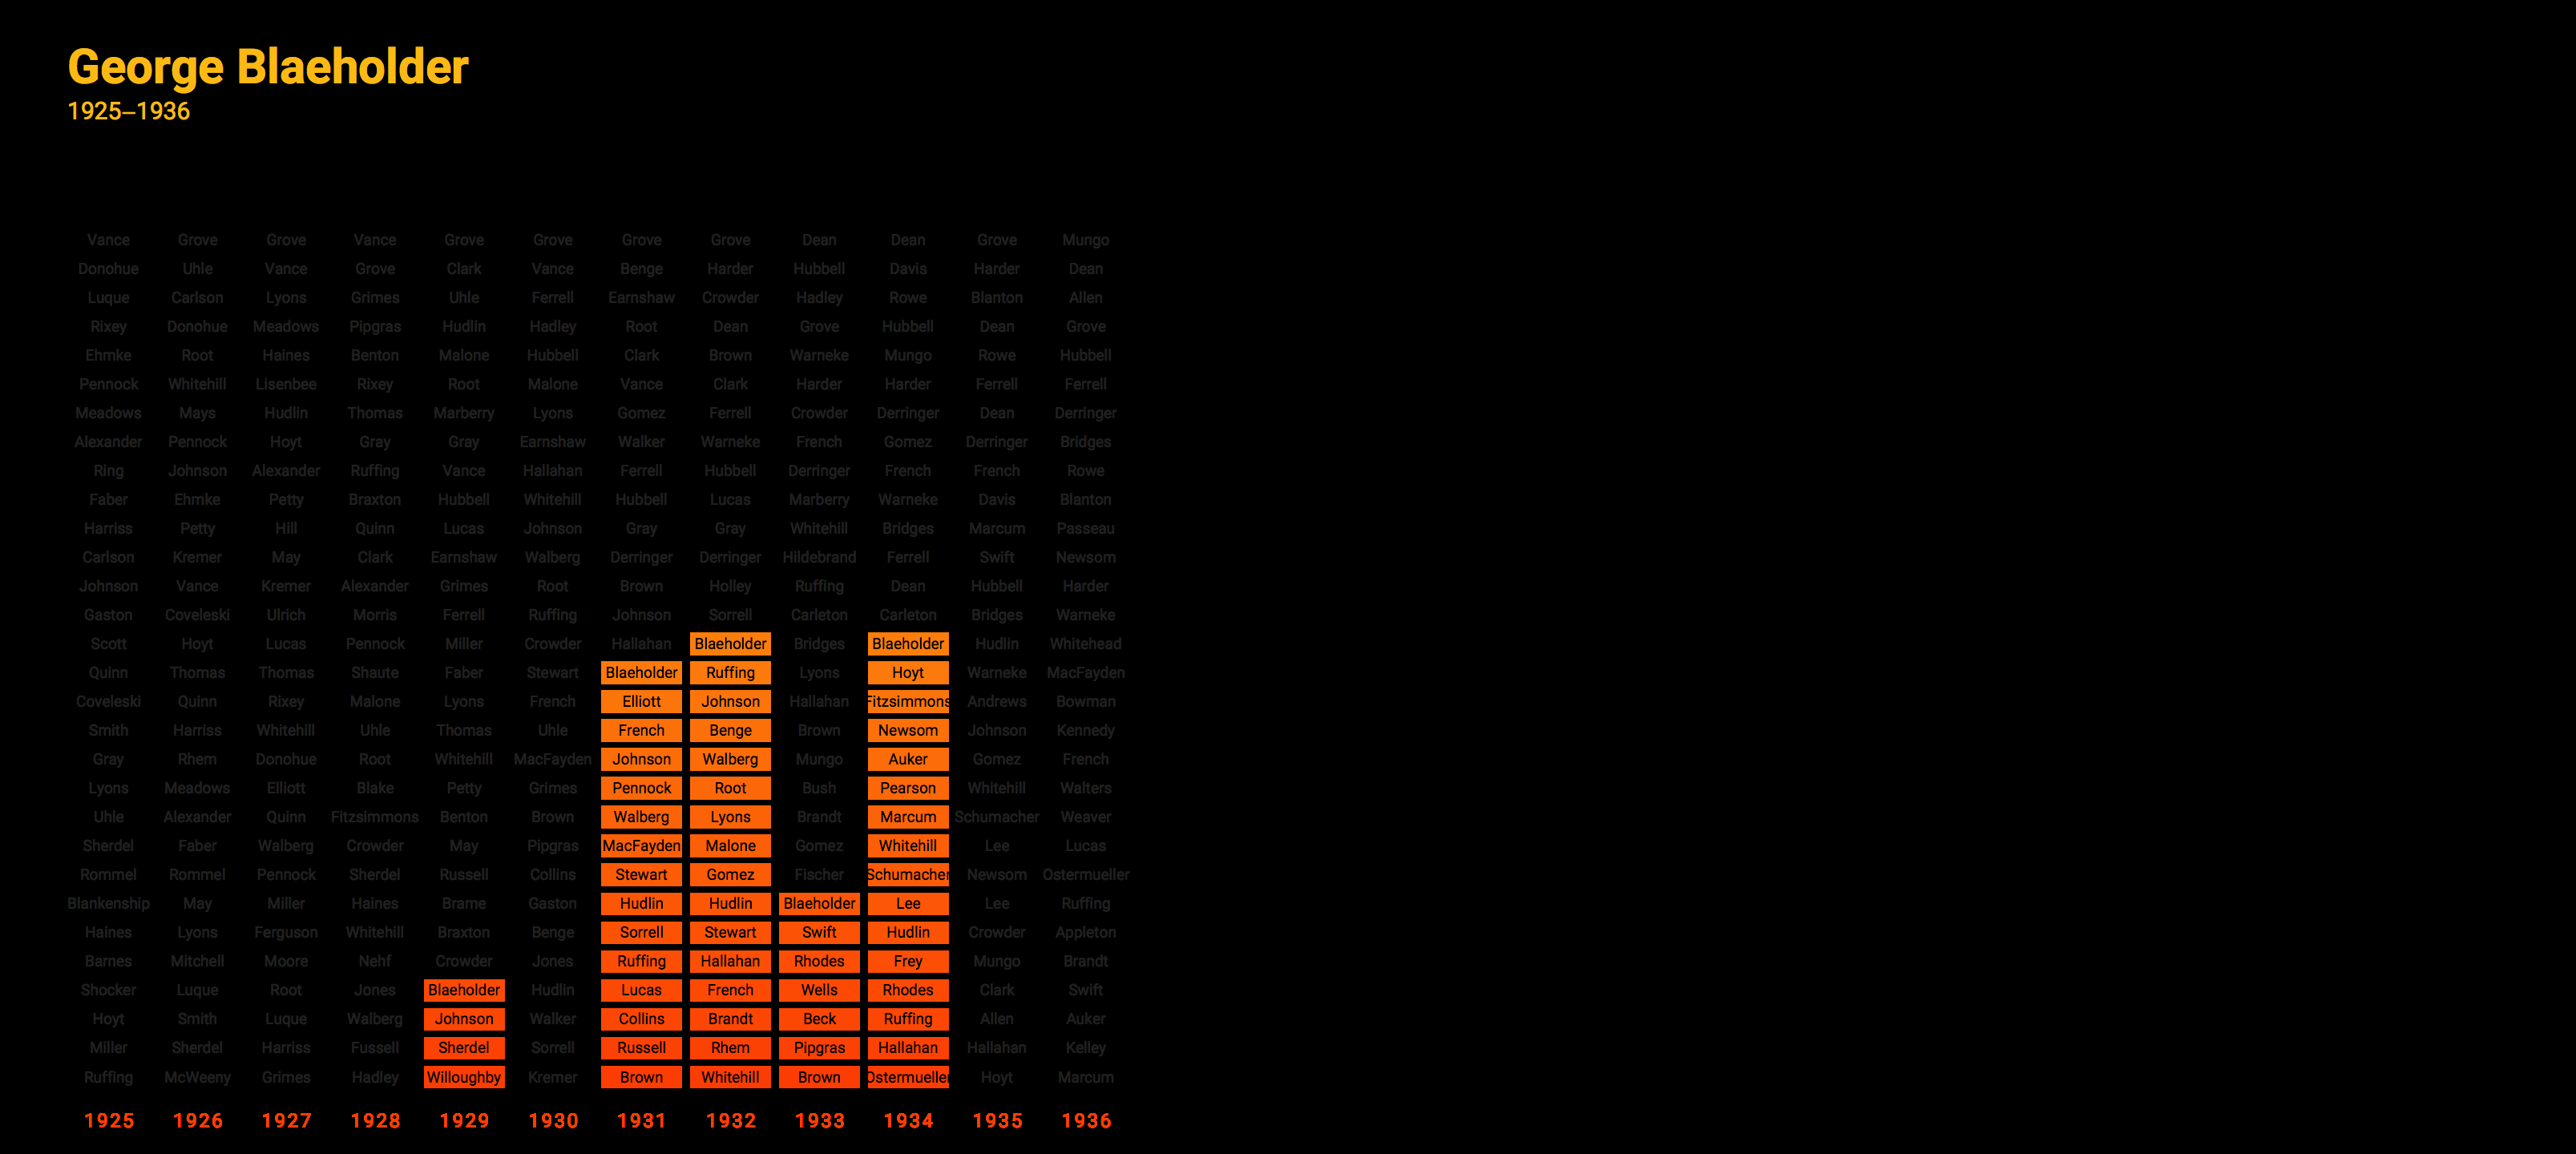 George Blaeholder
1925–1936
Vance Grove Grove Vance Grove Grove Grove Grove Dean Dean Grove Mungo
Donohue Uhle Vance Grove Clark Vance Benge Harder Hubbell Davis Harder Dean
Luque Carlson Lyons Grimes Uhle Ferrell Earnshaw Crowder Hadley Rowe Blanton Allen
Rixey Donohue Meadows Pipgras Hudlin Hadley Root Dean Grove Hubbell Dean Grove
Ehmke Root Haines Benton Malone Hubbell Clark Brown Warneke Mungo Rowe Hubbell
Pennock Whitehill Lisenbee Rixey Root Malone Vance Clark Harder Harder Ferrell Ferrell
Meadows Mays Hudlin Thomas Marberry Lyons Gomez Ferrell Crowder Derringer Dean Derringer
Alexander Pennock Hoyt Gray Gray Earnshaw Walker Warneke French Gomez Derringer Bridges
Ring Johnson Alexander Ruffing Vance Hallahan Ferrell Hubbell Derringer French French Rowe
Faber Ehmke Petty Braxton Hubbell Whitehill Hubbell Lucas Marberry Warneke Davis Blanton
Harriss Petty Hill Quinn Lucas Johnson Gray Gray Whitehill Bridges Marcum Passeau
Carlson Kremer May Clark Earnshaw Walberg Derringer Derringer Hildebrand Ferrell Swift Newsom
Johnson Vance Kremer Alexander Grimes Root Brown Holley Ruffing Dean Hubbell Harder
Gaston Coveleski Ulrich Morris Ferrell Ruffing Johnson Sorrell Carleton Carleton Bridges Warneke
Scott Hoyt Lucas Pennock Miller Crowder Hallahan Blaeholder Bridges Blaeholder Hudlin Whitehead
Quinn Thomas Thomas Shaute Faber Stewart Blaeholder Ruffing Lyons Hoyt Warneke MacFayden
Coveleski Quinn Rixey Malone Lyons French Elliott Johnson Hallahan Fitzsimmons Andrews Bowman
Smith Harriss Whitehill Uhle Thomas Uhle French Benge Brown Newsom Johnson Kennedy
Gray Rhem Donohue Root Whitehill MacFayden Johnson Walberg Mungo Auker Gomez French
Lyons Meadows Elliott Blake Petty Grimes Pennock Root Bush Pearson Whitehill Walters
Uhle Alexander Quinn Fitzsimmons Benton Brown Walberg Lyons Brandt Marcum Schumacher Weaver
Sherdel Faber Walberg Crowder May Pipgras MacFayden Malone Gomez Whitehill Lee Lucas
Rommel Rommel Pennock Sherdel Russell Collins Stewart Gomez Fischer Schumacher Newsom Ostermueller
Blankenship May Miller Haines Brame Gaston Hudlin Hudlin Blaeholder Lee Lee Ruffing
Haines Lyons Ferguson Whitehill Braxton Benge Sorrell Stewart Swift Hudlin Crowder Appleton
Barnes Mitchell Moore Nehf Crowder Jones Ruffing Hallahan Rhodes Frey Mungo Brandt
Shocker Luque Root Jones Blaeholder Hudlin Lucas French Wells Rhodes Clark Swift
Hoyt Smith Luque Walberg Johnson Walker Collins Brandt Beck Ruffing Allen Auker
Miller Sherdel Harriss Fussell Sherdel Sorrell Russell Rhem Pipgras Hallahan Hallahan Kelley
Ruffing McWeeny Grimes Hadley Willoughby Kremer Brown Whitehill Brown Ostermueller Hoyt Marcum
1925 1926 1927 1928 1929 1930 1931 1932 1933 1934 1935 1936